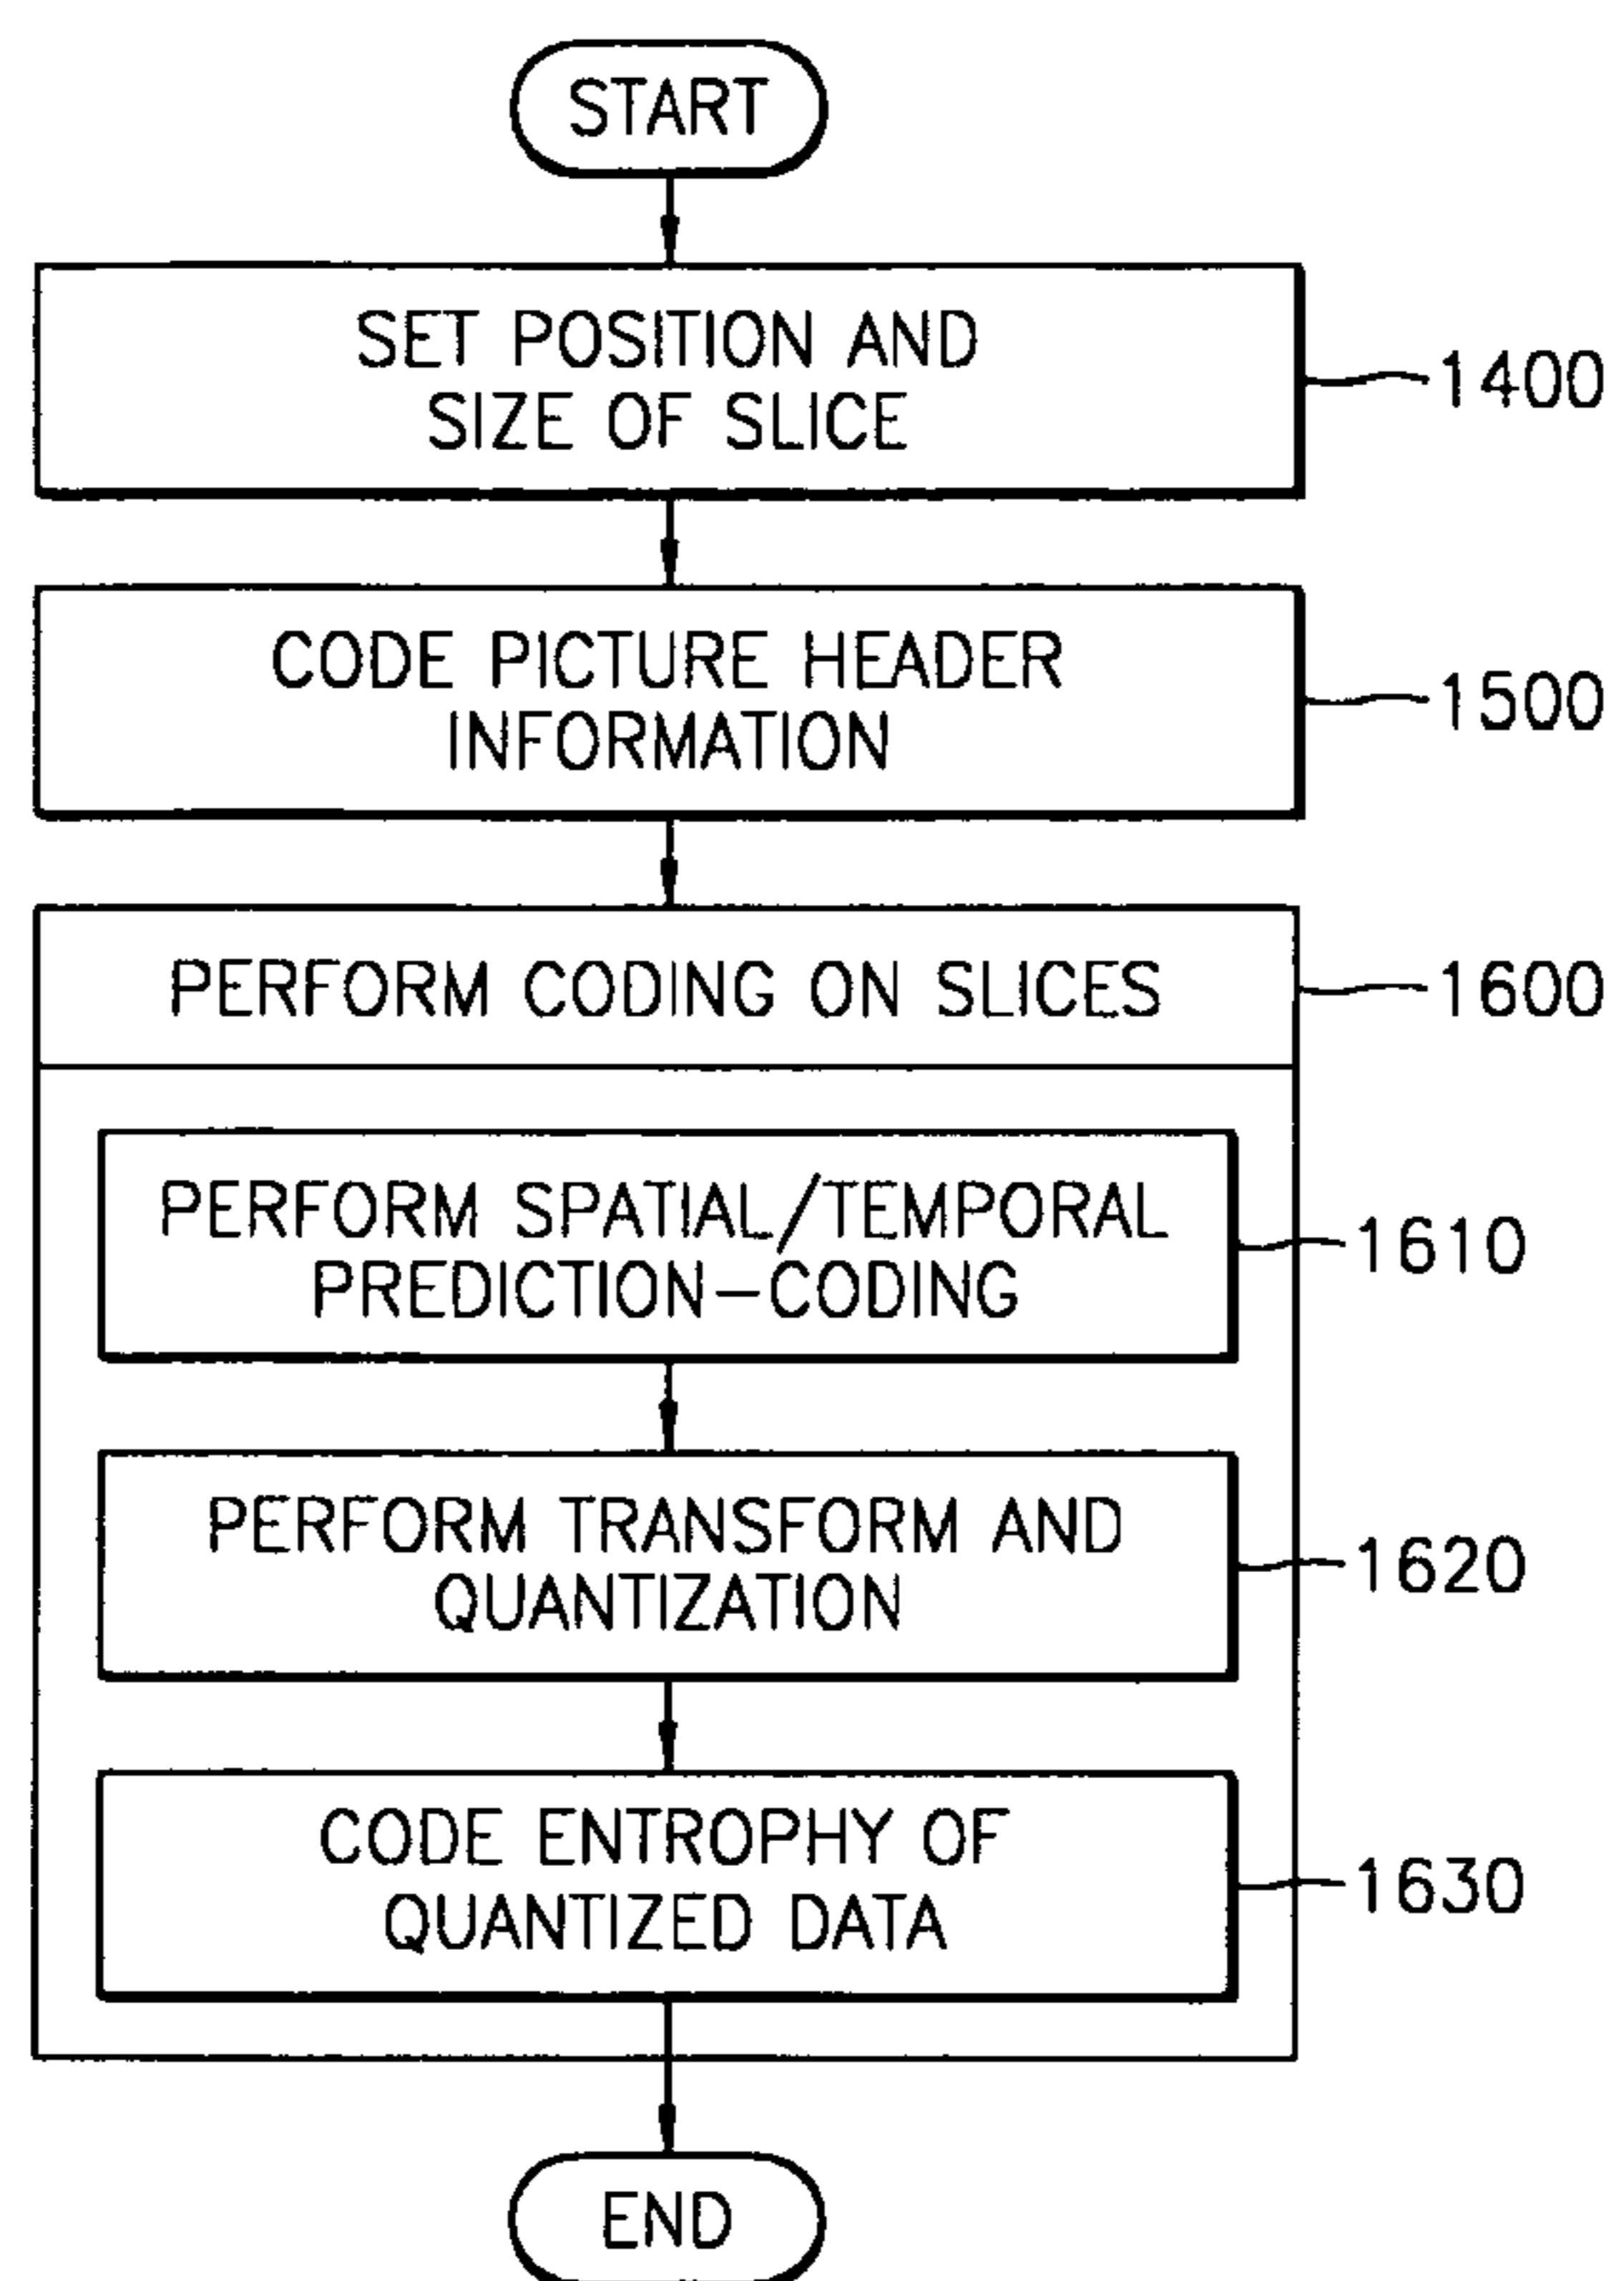 START
SET POSITION AND
SIZE OF SLICE
1400
CODE PICTURE HEADER
INFORMATION
1500
PERFORM CODING ON SLICES
1600
PERFORM SPATIAL/TEMPORAL
PREDICTION-CODING
1610
PERFORM TRANSFORM AND
QUANTIZATION
1620
CODE ENTROPHY OF
QUANTIZED DATA
1630
END